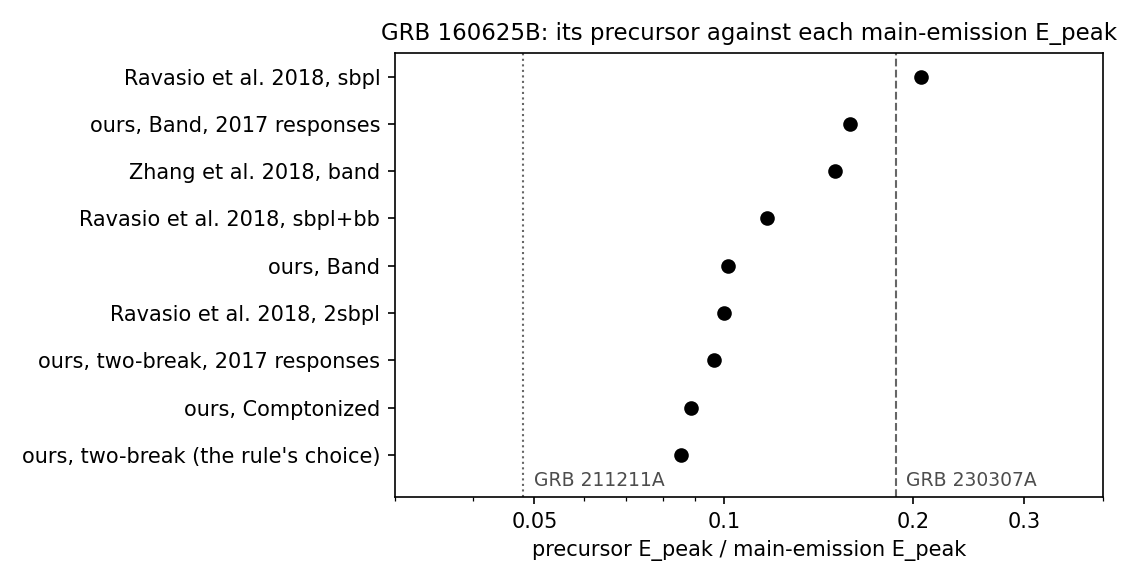 GRB 160625B: its precursor against each main-emission E_peak
Ravasio et al. 2018, sbpl
ours, Band, 2017 responses
Zhang et al. 2018, band
Ravasio et al. 2018, sbpl+bb
ours, Band
Ravasio et al. 2018, 2sbpl
ours, two-break, 2017 responses
ours, Comptonized
ours, two-break (the rule's choice)
GRB 211211A
GRB 230307A
0.05
0.1
0.2
0.3
precursor E_peak / main-emission E_peak